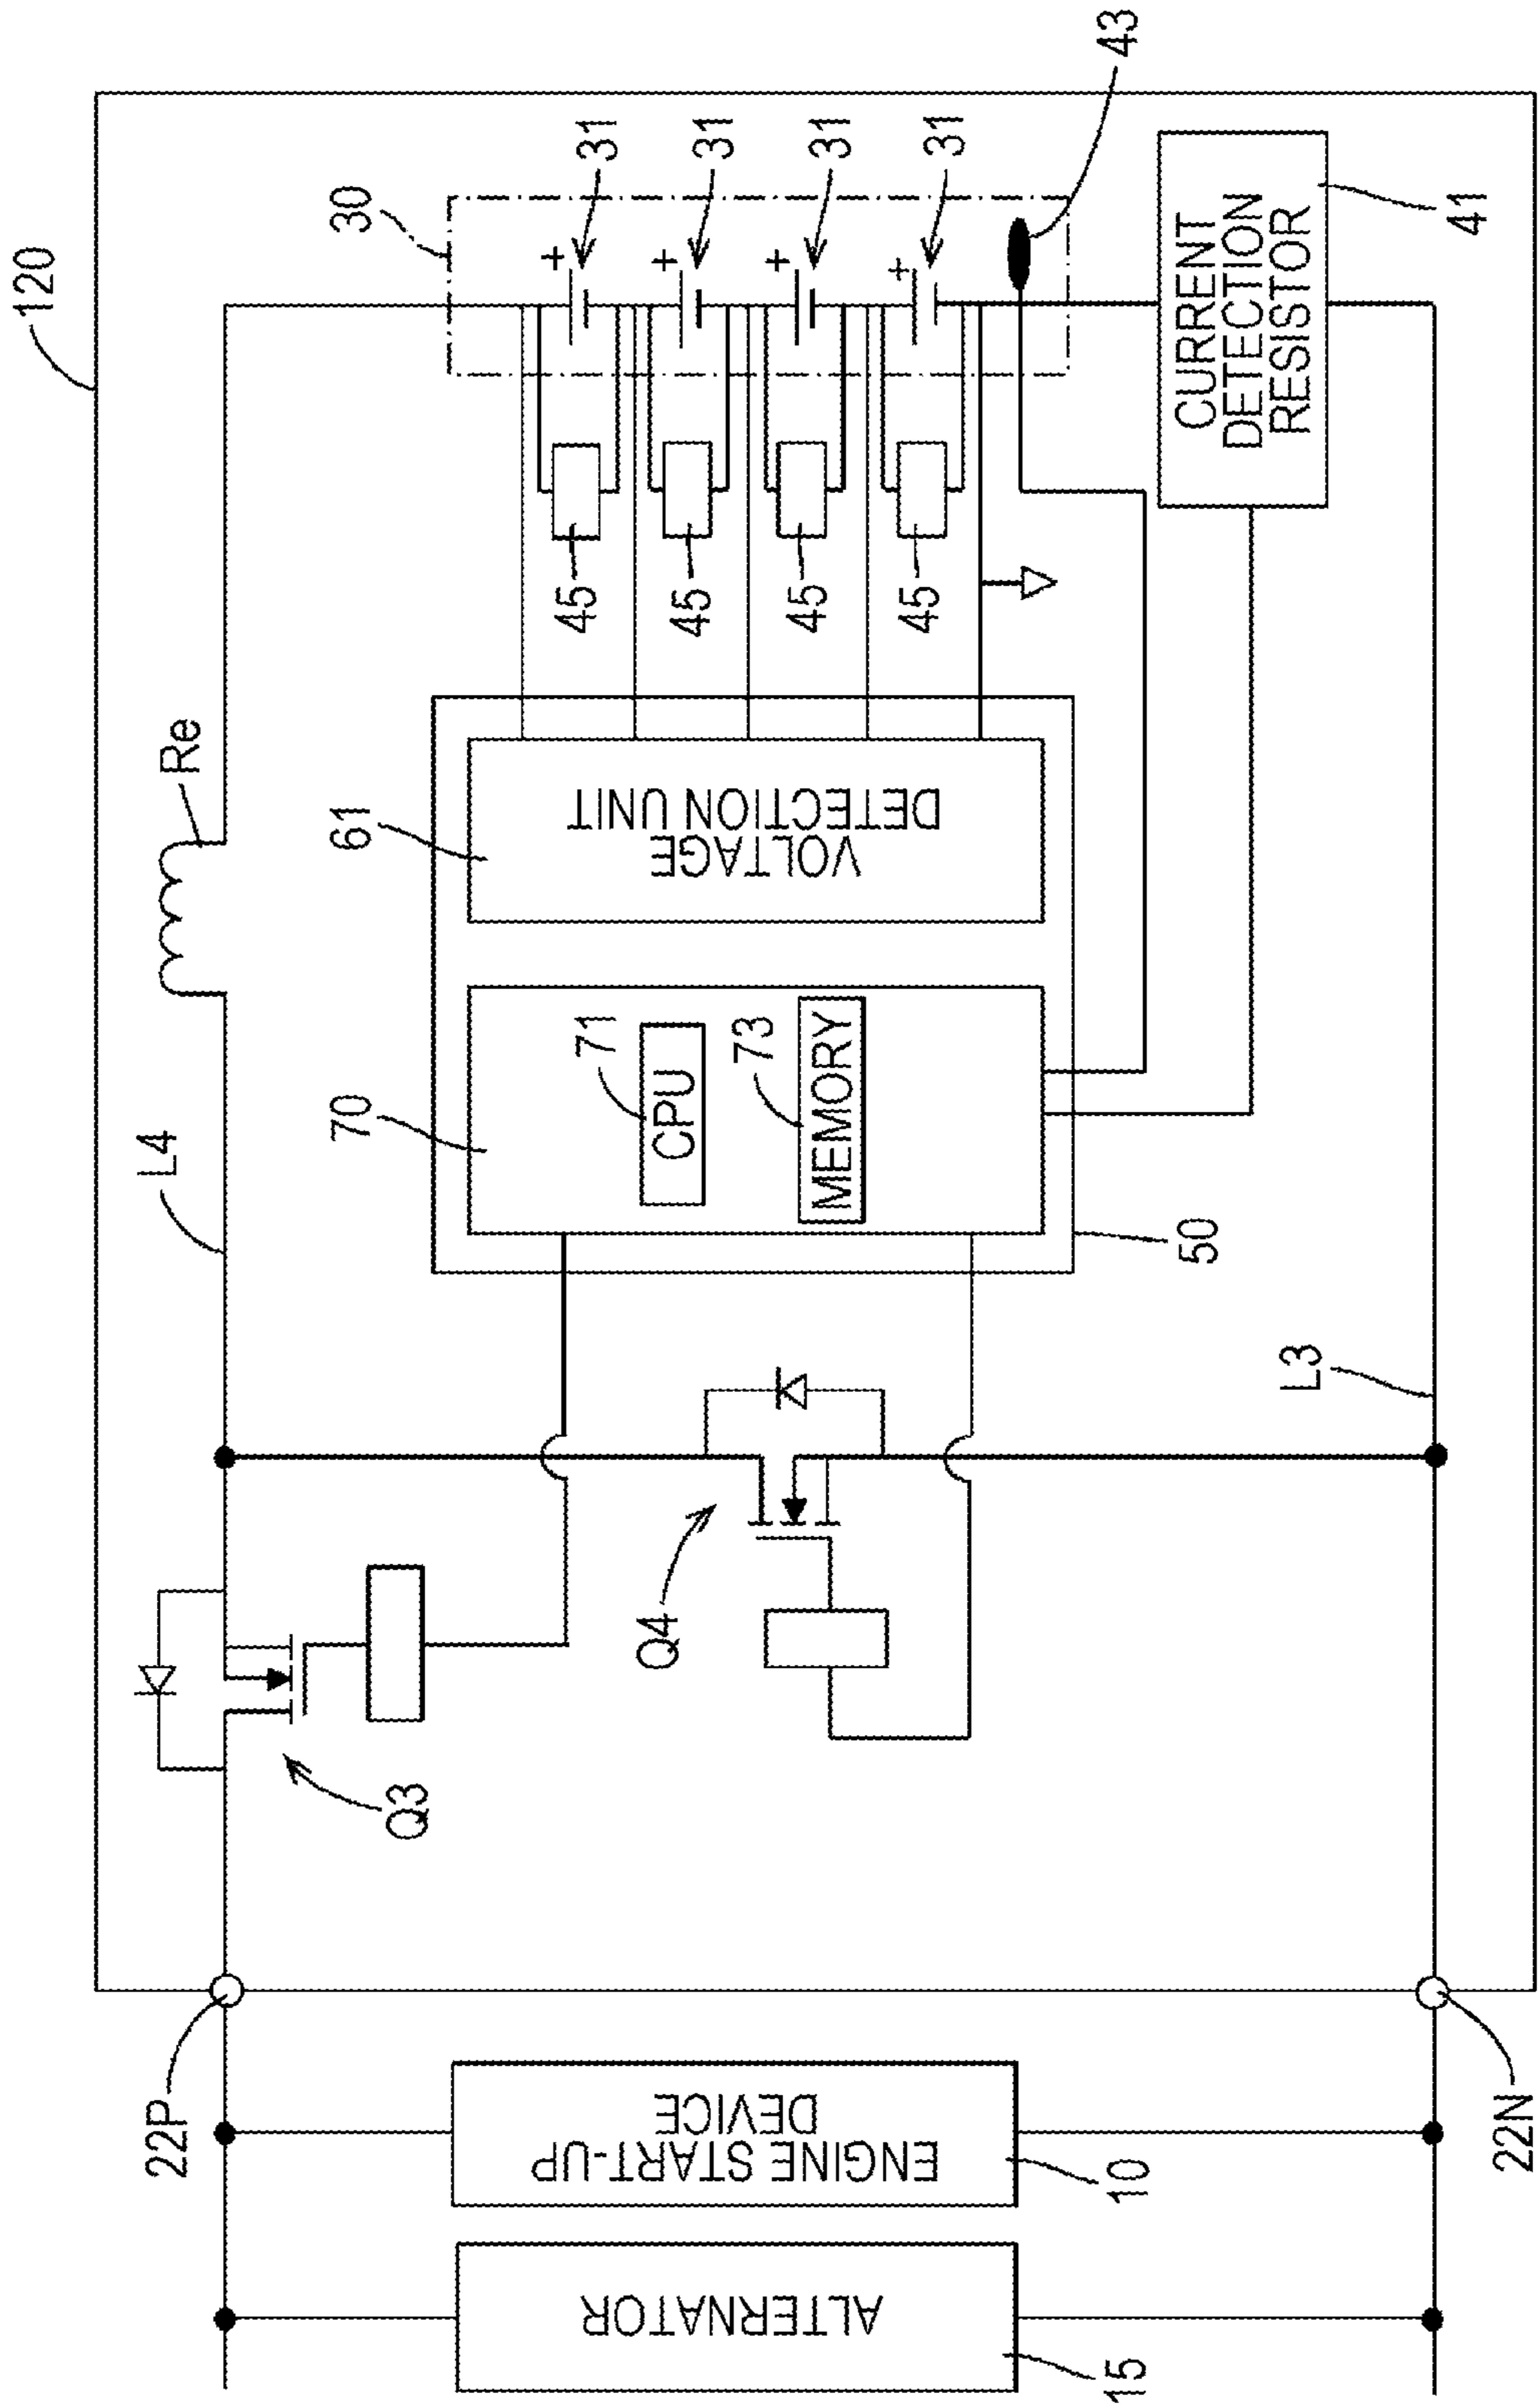 120
30
43
+
31
+
31
+
31
+
31
Re
L4
45
45
45
45
CURRENT
DETECTION
RESISTOR
41
61
VOLTAGE
DETECTION UNIT
70
71
CPU
73
MEMORY
50
L3
Q4
Q3
22P
22N
ENGINE START-UP
DEVICE
10
ALTERNATOR
15